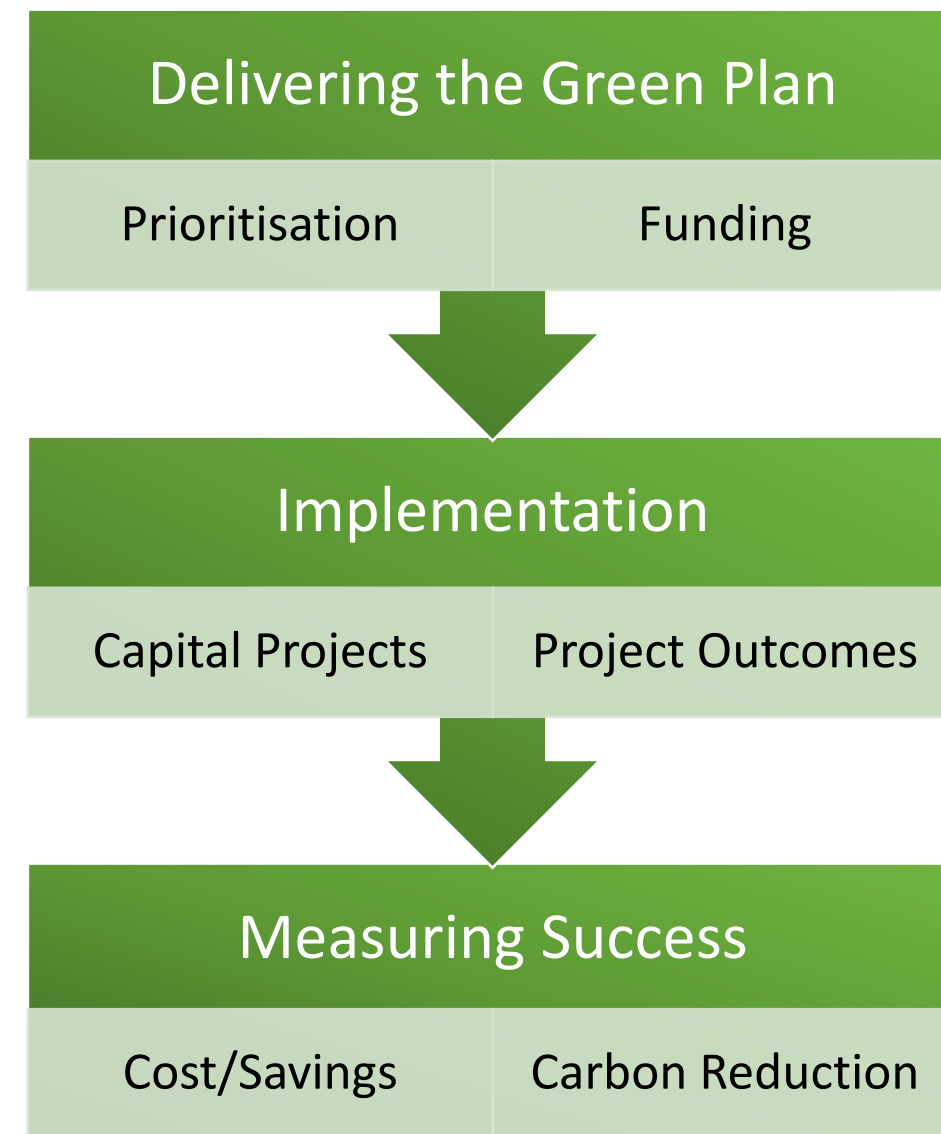 Delivering the Green Plan
Prioritisation
Funding
Implementation
Capital Projects
Project Outcomes
Measuring Success
Cost/Savings
Carbon Reduction